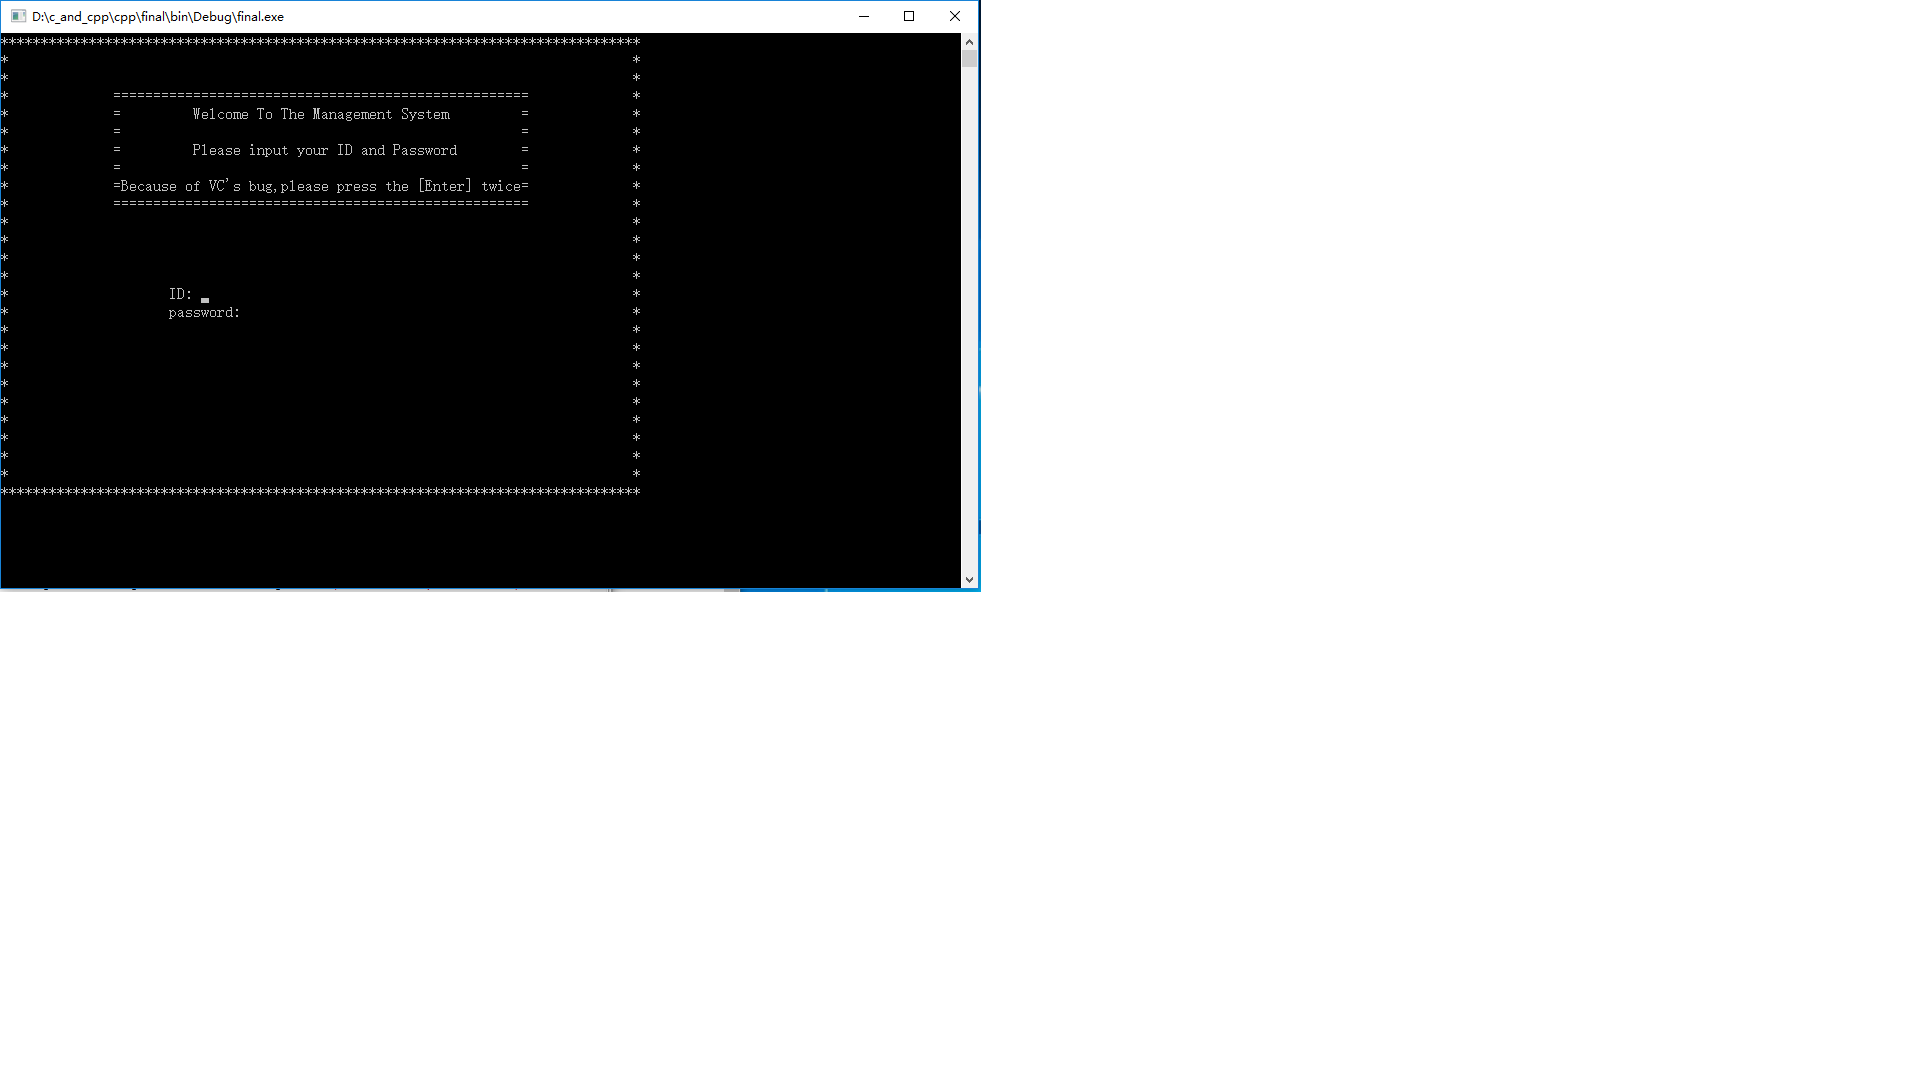 D:\c_and_cpp\cpp\final\bin\Debug\final.exe
********************************************************************************
* *
* *
* ==================================================== *
* = Welcome To The Management System = *
* = = *
* = Please input your ID and Password = *
* = = *
* =Because of VC's bug,please press the [Enter] twice= *
* ==================================================== *
* *
* *
* *
* *
* ID: *
* password: *
* *
* *
* *
* *
* *
* *
* *
* *
* *
********************************************************************************